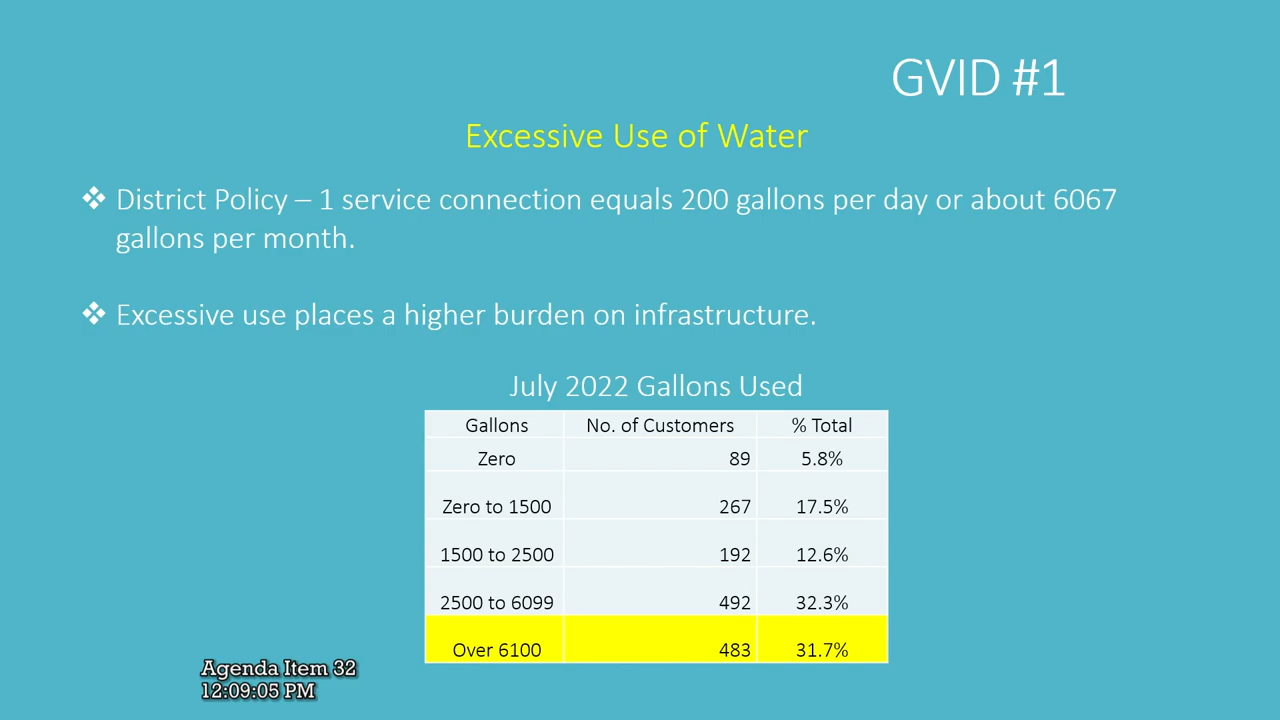 GVID #1
Excessive Use of Water
❖ District Policy – 1 service connection equals 200 gallons per day or about 6067
gallons per month.
❖ Excessive use places a higher burden on infrastructure.
July 2022 Gallons Used
Gallons No. of Customers % Total
Zero 89 5.8%
Zero to 1500 267 17.5%
1500 to 2500 192 12.6%
2500 to 6099 492 32.3%
Over 6100 483 31.7%
Agenda Item 32
12:09:05 PM